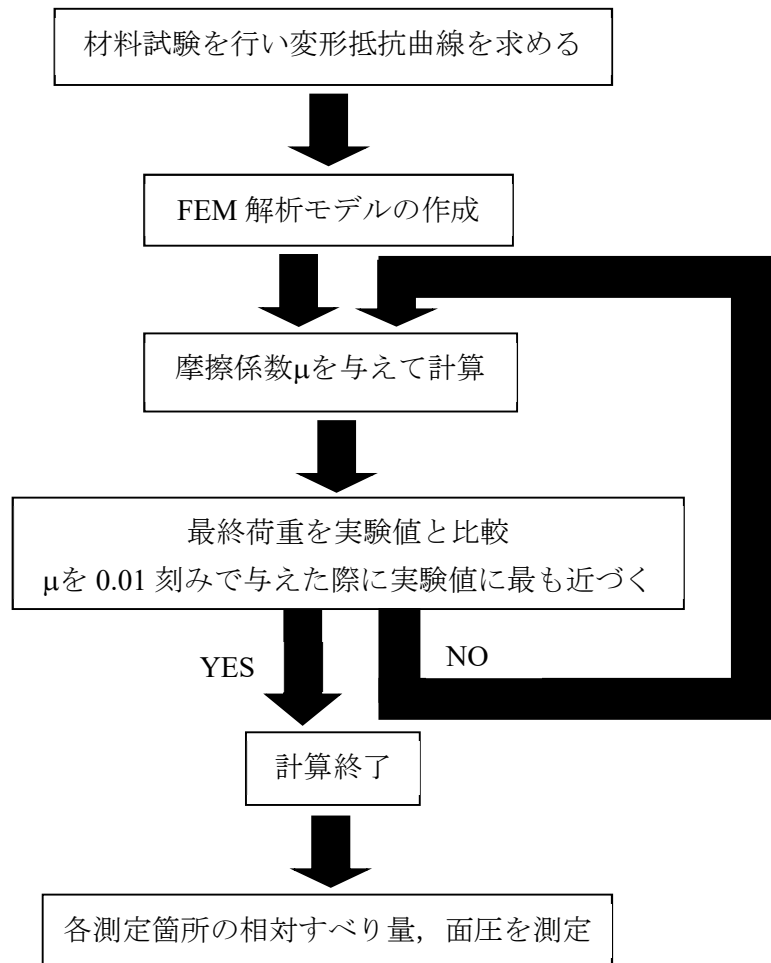 材料試験を行い変形抵抗曲線を求める
FEM 解析モデルの作成
摩擦係数μを与えて計算
最終荷重を実験値と比較
μを 0.01 刻みで与えた際に実験値に最も近づく
YES
NO
計算終了
各測定箇所の相対すべり量，面圧を測定